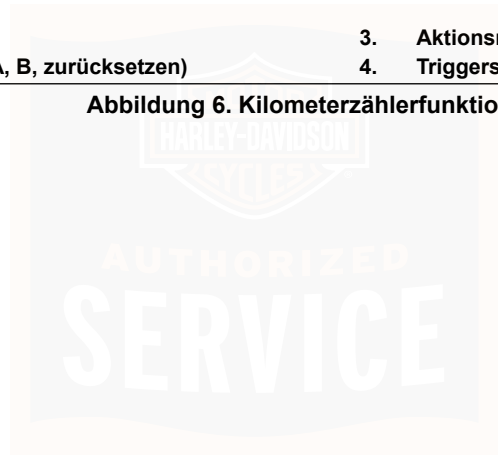 3. Aktionsr
A, B, zurücksetzen) 4. Triggers
Abbildung 6. Kilometerzählerfunktio
HARLEY-DAVIDSON
CYCLES
AUTHORIZED
SERVICE